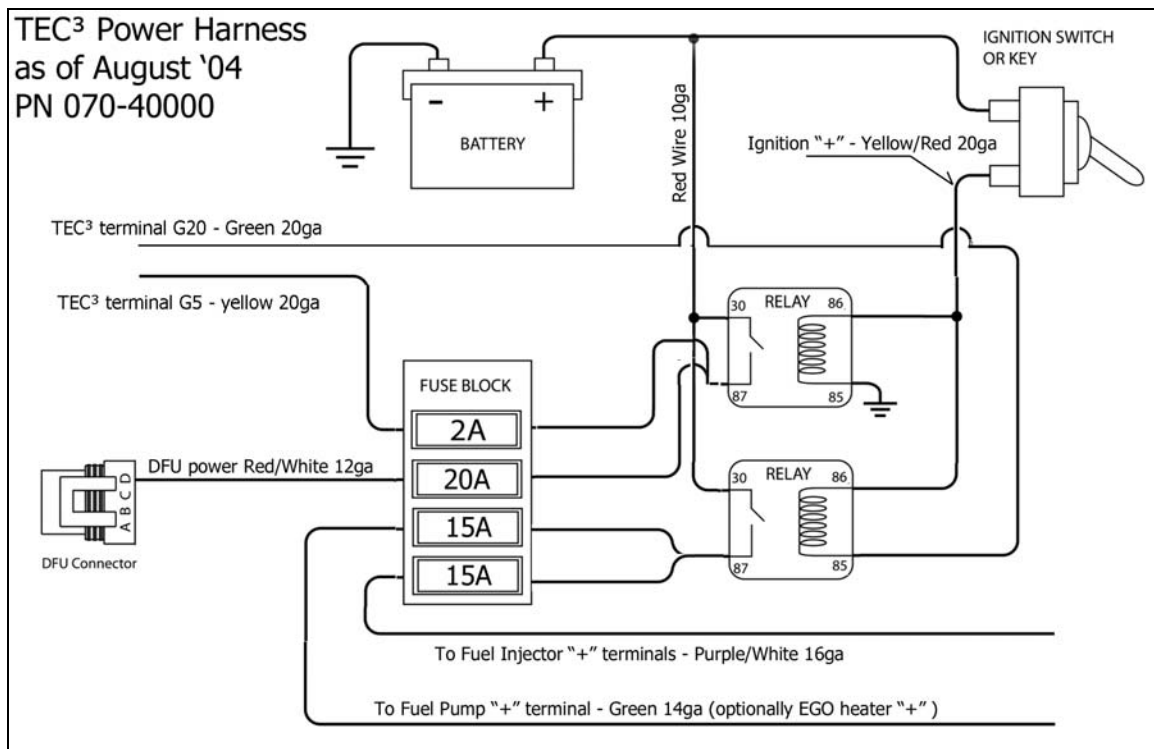 TEC³ Power Harness
as of August ‘04
PN 070-40000
IGNITION SWITCH
OR KEY
- +
BATTERY
Red Wire 10ga
Ignition “+” - Yellow/Red 20ga
TEC³ terminal G20 - Green 20ga
TEC³ terminal G5 - yellow 20ga
30 RELAY 86
87 85
FUSE BLOCK
2A
20A
15A
15A
DFU power Red/White 12ga
A B C D
DFU Connector
30 RELAY 86
87 85
To Fuel Injector “+” terminals - Purple/White 16ga
To Fuel Pump “+” terminal - Green 14ga (optionally EGO heater “+” )